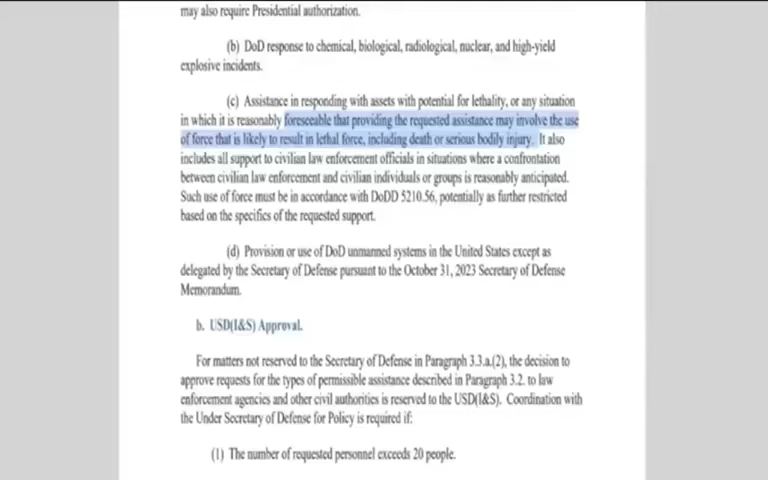 may also require Presidential authorization.
(b) DoD response to chemical, biological, radiological, nuclear, and high-yield
explosive incidents.
(c) Assistance in responding with assets with potential for lethality, or any situation
in which it is reasonably foreseeable that providing the requested assistance may involve the use
of force that is likely to result in lethal force, including death or serious bodily injury. It also
includes all support to civilian law enforcement officials in situations where a confrontation
between civilian law enforcement and civilian individuals or groups is reasonably anticipated.
Such use of force must be in accordance with DoDD 5210.56, potentially as further restricted
based on the specifics of the requested support.
(d) Provision or use of DoD unmanned systems in the United States except as
delegated by the Secretary of Defense pursuant to the October 31, 2023 Secretary of Defense
Memorandum.
b. USD(I&S) Approval.
For matters not reserved to the Secretary of Defense in Paragraph 3.3.a.(2), the decision to
approve requests for the types of permissible assistance described in Paragraph 3.2. to law
enforcement agencies and other civil authorities is reserved to the USD(I&S). Coordination with
the Under Secretary of Defense for Policy is required if:
(1) The number of requested personnel exceeds 20 people.